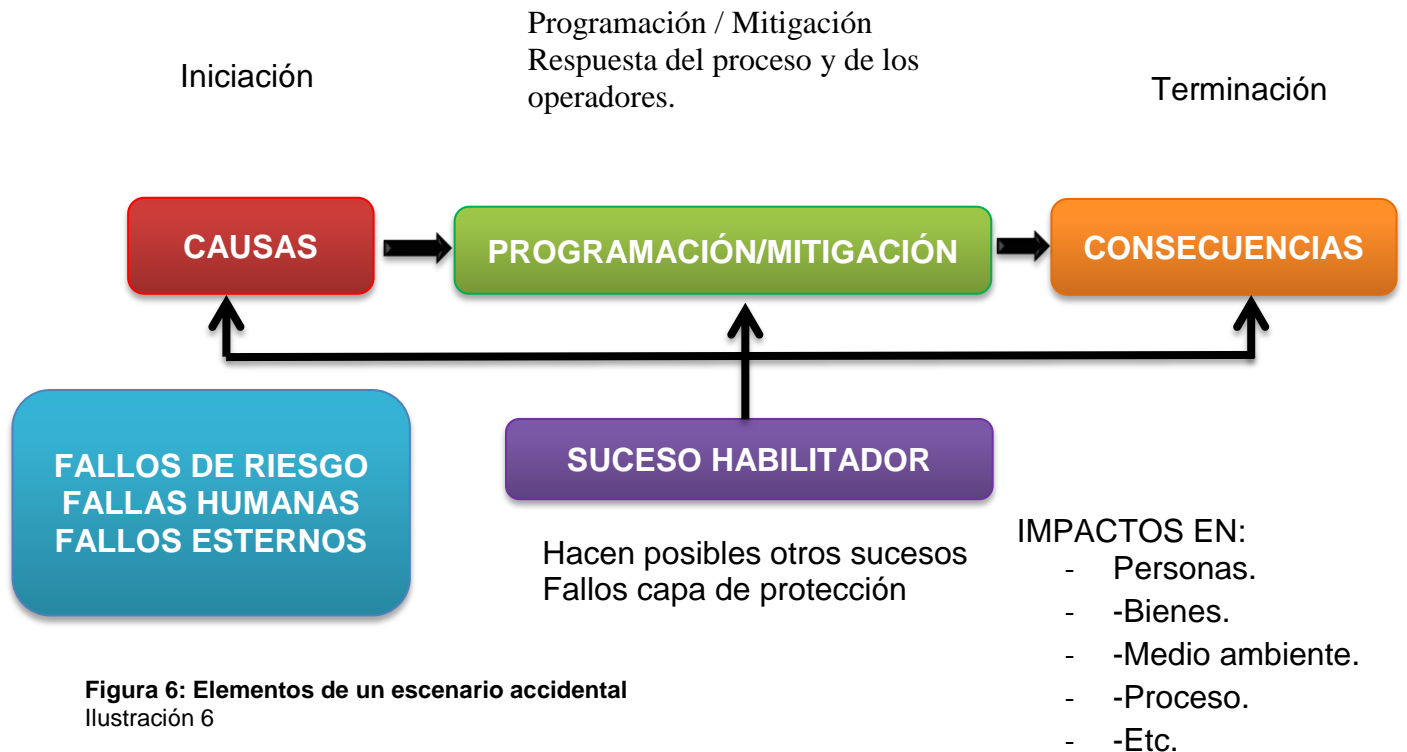 Iniciación
Programación / Mitigación
Respuesta del proceso y de los
operadores.
Terminación
CAUSAS
PROGRAMACIÓN/MITIGACIÓN
CONSECUENCIAS
FALLOS DE RIESGO
FALLAS HUMANAS
FALLOS ESTERNOS
SUCESO HABILITADOR
Hacen posibles otros sucesos
Fallos capa de protección
IMPACTOS EN:
- Personas.
- -Bienes.
- -Medio ambiente.
- -Proceso.
- -Etc.
Figura 6: Elementos de un escenario accidental
Ilustración 6